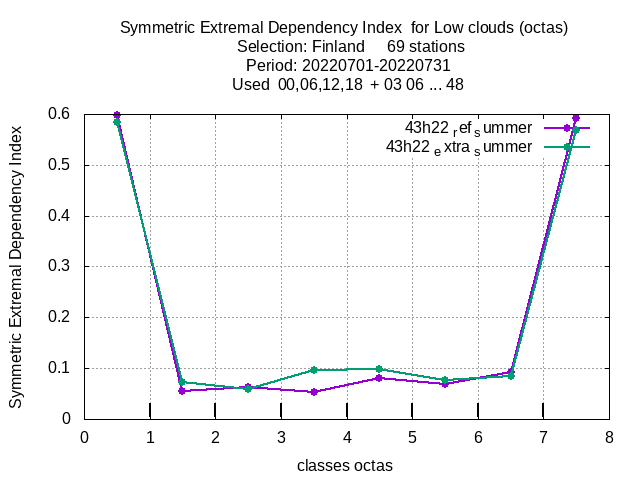 Symmetric Extremal Dependency Index for Low clouds (octas)
Selection: Finland 69 stations
Period: 20220701-20220731
Used 00,06,12,18 + 03 06 ... 48
43h22 ref summer
43h22 extra summer
Symmetric Extremal Dependency Index
0.6
0.5
0.4
0.3
0.2
0.1
0
0 1 2 3 4 5 6 7 8
classes octas